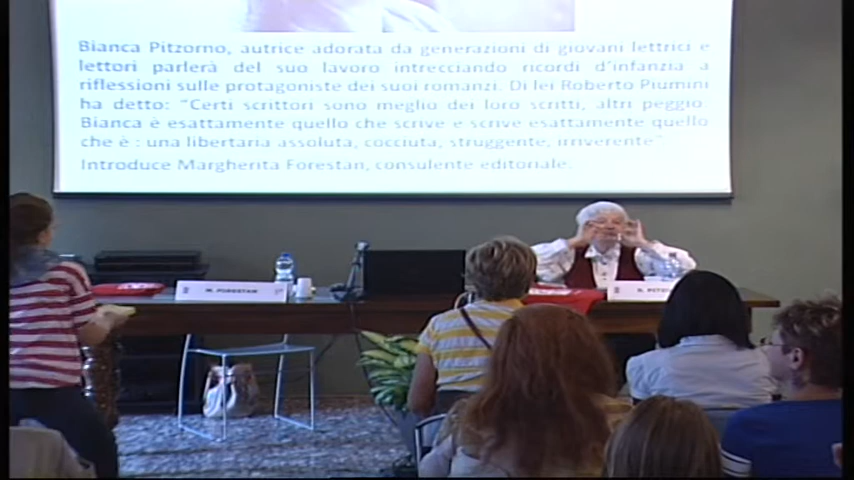 Bianca Pitzorno, autrice adorata da generazioni di giovani lettrici e
lettori parlerà del suo lavoro intrecciando ricordi d'infanzia a
riflessioni sulle protagoniste dei suoi romanzi. Di lei Roberto Piumini
ha detto: "Certi scrittori sono meglio dei loro scritti, altri peggio.
Bianca è esattamente quello che scrive e scrive esattamente quello
che è : una libertaria assoluta, cocciuta, struggente, irriverente"
Introduce Margherita Forestan, consulente editoriale.
M. FORESTAN